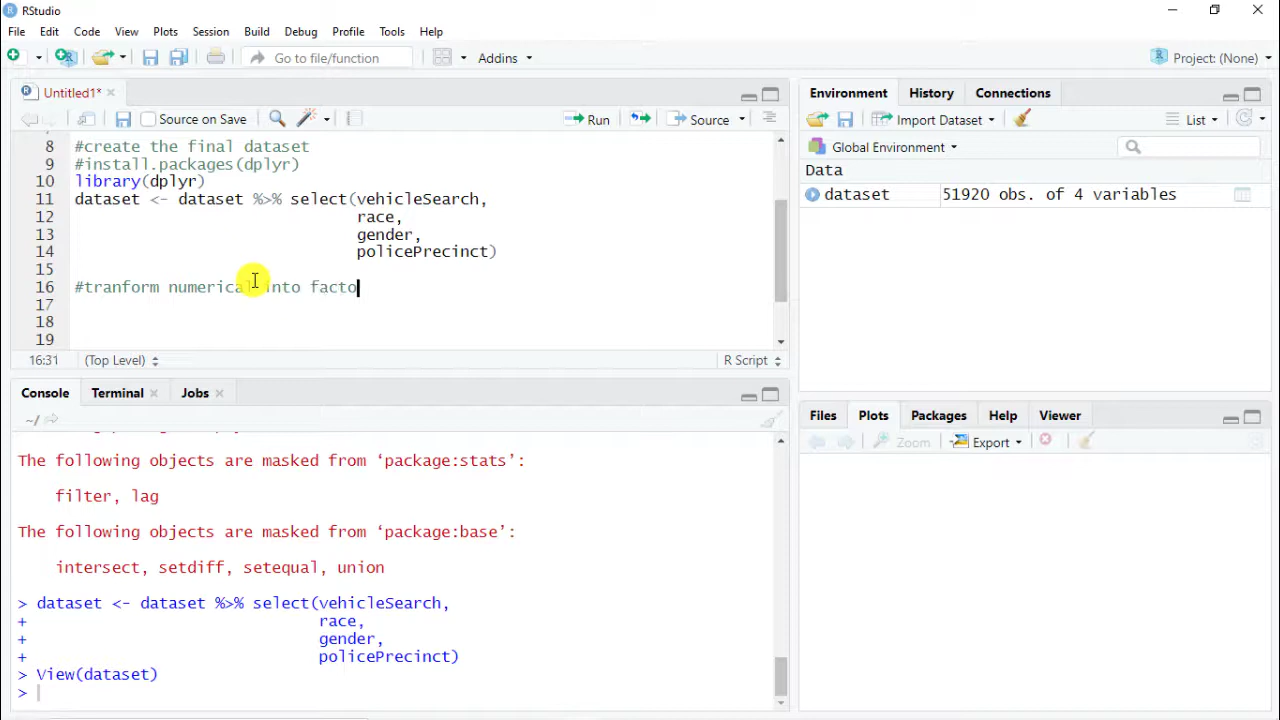 RStudio
File Edit Code View Plots Session Build Debug Profile Tools Help
Go to file/function Addins Project: (None)
Untitled1*
Source on Save Run Source
8 #create the final dataset
9 #install.packages(dplyr)
10 library(dplyr)
11 dataset <- dataset %>% select(vehicleSearch,
12 race,
13 gender,
14 policePrecinct)
15
16 #tranform numerical into facto
17
18
19
16:31 (Top Level) R Script
Console Terminal Jobs
~/
The following objects are masked from ‘package:stats’:
filter, lag
The following objects are masked from ‘package:base’:
intersect, setdiff, setequal, union
> dataset <- dataset %>% select(vehicleSearch,
+ race,
+ gender,
+ policePrecinct)
> View(dataset)
>
Environment History Connections
Import Dataset List
Global Environment
Data
dataset 51920 obs. of 4 variables
Files Plots Packages Help Viewer
Zoom Export